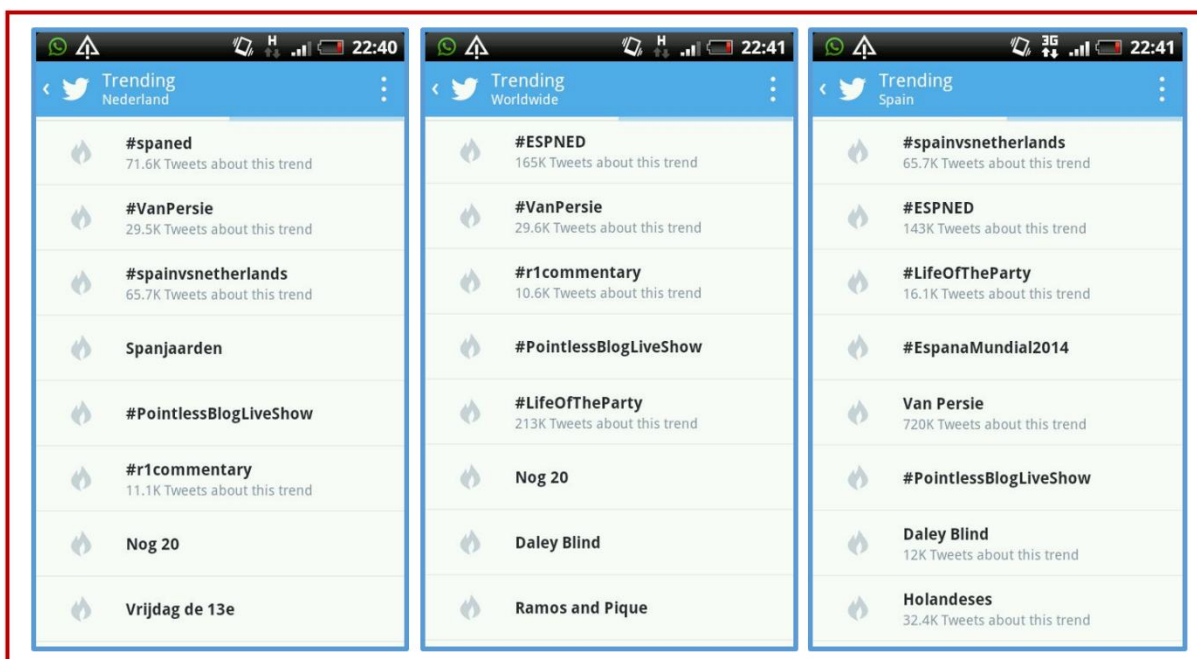 22:40
Trending
Nederland
#spaned
71.6K Tweets about this trend
#VanPersie
29.5K Tweets about this trend
#spainvsnetherlands
65.7K Tweets about this trend
Spanjaarden
#PointlessBlogLiveShow
#r1commentary
11.1K Tweets about this trend
Nog 20
Vrijdag de 13e
H 22:41
Trending
Worldwide
#ESPNED
165K Tweets about this trend
#VanPersie
29.6K Tweets about this trend
#r1commentary
10.6K Tweets about this trend
#PointlessBlogLiveShow
#LifeOfTheParty
213K Tweets about this trend
Nog 20
Daley Blind
Ramos and Pique
3G 22:41
Trending
Spain
#spainvsnetherlands
65.7K Tweets about this trend
#ESPNED
143K Tweets about this trend
#LifeOfTheParty
16.1K Tweets about this trend
#EspanaMundial2014
Van Persie
720K Tweets about this trend
#PointlessBlogLiveShow
Daley Blind
12K Tweets about this trend
Holandeses
32.4K Tweets about this trend